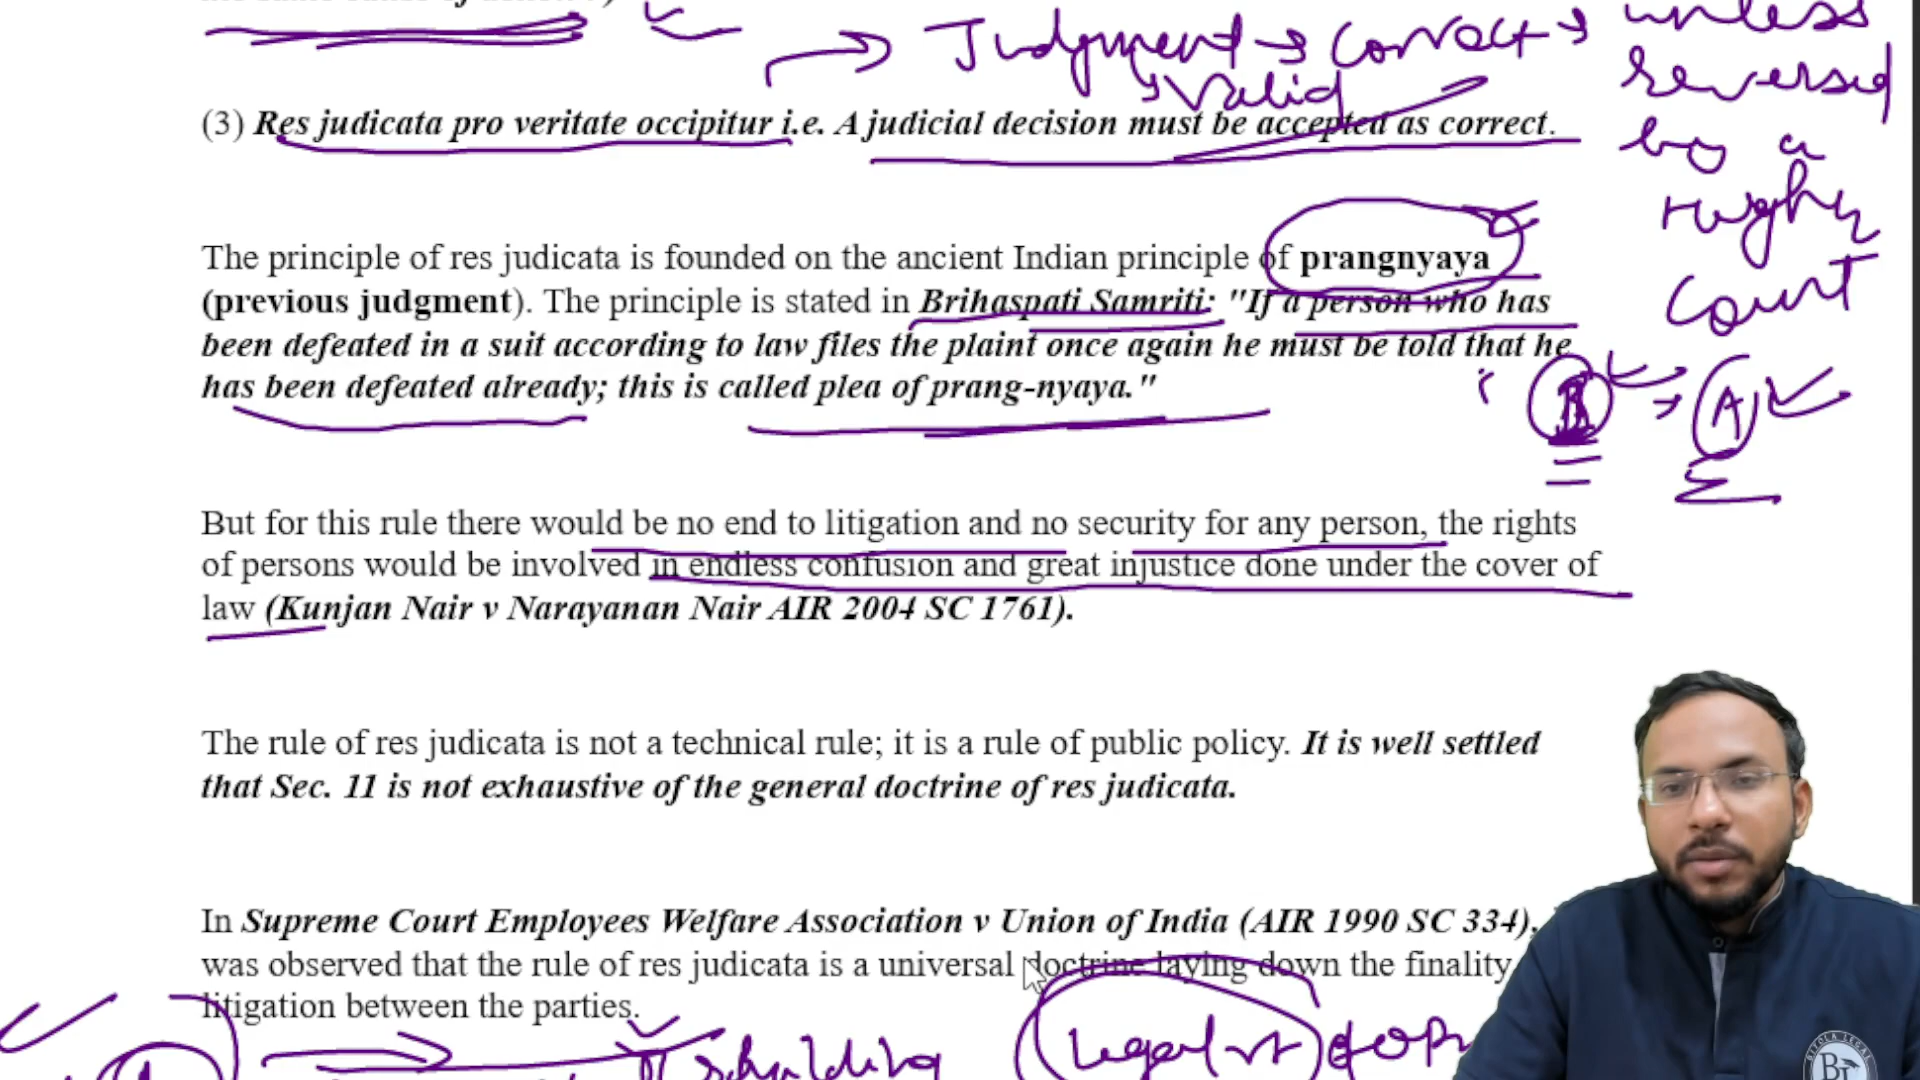 unless
Judgment → Correct →
reversed
↳ Valid
(3) Res judicata pro veritate occipitur i.e. A judicial decision must be accepted as correct.
by a
higher
The principle of res judicata is founded on the ancient Indian principle of prangnyaya
(previous judgment). The principle is stated in Brihaspati Samriti: "If a person who has
Court
been defeated in a suit according to law files the plaint once again he must be told that he
has been defeated already; this is called plea of prang-nyaya."
B → A
But for this rule there would be no end to litigation and no security for any person, the rights
of persons would be involved in endless confusion and great injustice done under the cover of
law (Kunjan Nair v Narayanan Nair AIR 2004 SC 1761).
The rule of res judicata is not a technical rule; it is a rule of public policy. It is well settled
that Sec. 11 is not exhaustive of the general doctrine of res judicata.
In Supreme Court Employees Welfare Association v Union of India (AIR 1990 SC 334),
was observed that the rule of res judicata is a universal doctrine laying down the finality
litigation between the parties.